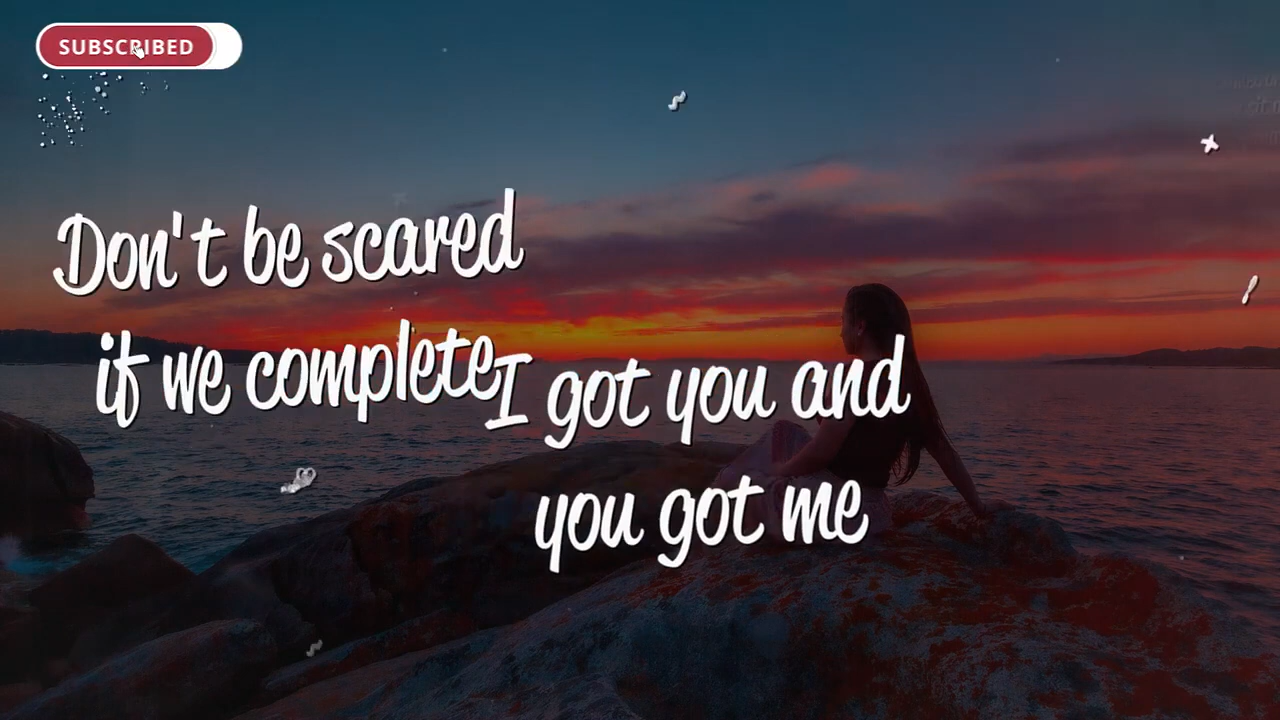 SUBSCRIBED
Don't be scared
if we complete
I got you and
you got me